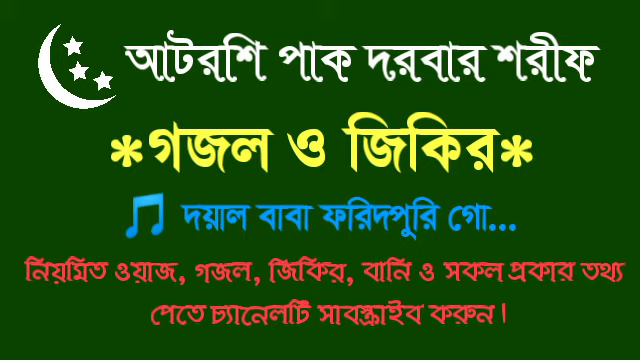 আটরশি পাক দরবার শরীফ
*গজল ও জিকির*
🎵 দয়াল বাবা ফরিদপুরি গো...
নিয়মিত ওয়াজ, গজল, জিকির, বানি ও সকল প্রকার তথ্য
পেতে চ্যানেলটি সাবস্ক্রাইব করুন।